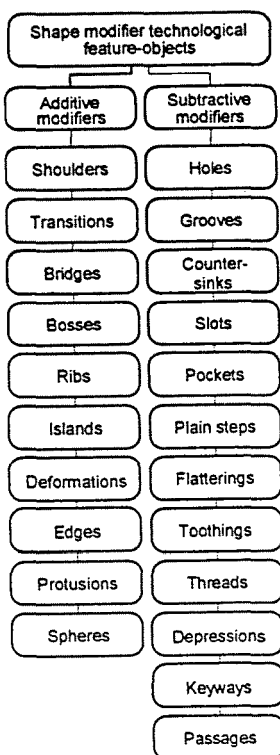 Shape modifier technological
feature-objects
Additive
modifiers
Shoulders
Transitions
Bridges
Bosses
Ribs
Islands
Deformations
Edges
Protusions
Spheres
Subtractive
modifiers
Holes
Grooves
Counter-
sinks
Slots
Pockets
Plain steps
Flatterings
Toothings
Threads
Depressions
Keyways
Passages